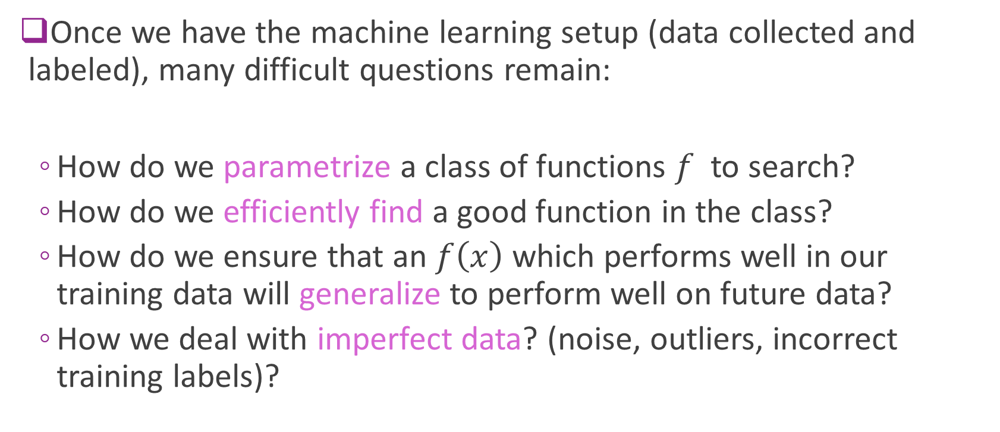 ❑Once we have the machine learning setup (data collected and
labeled), many difficult questions remain:
◦ How do we parametrize a class of functions 𝑓 to search?
◦ How do we efficiently find a good function in the class?
◦ How do we ensure that an 𝑓(𝑥) which performs well in our
training data will generalize to perform well on future data?
◦ How we deal with imperfect data? (noise, outliers, incorrect
training labels)?